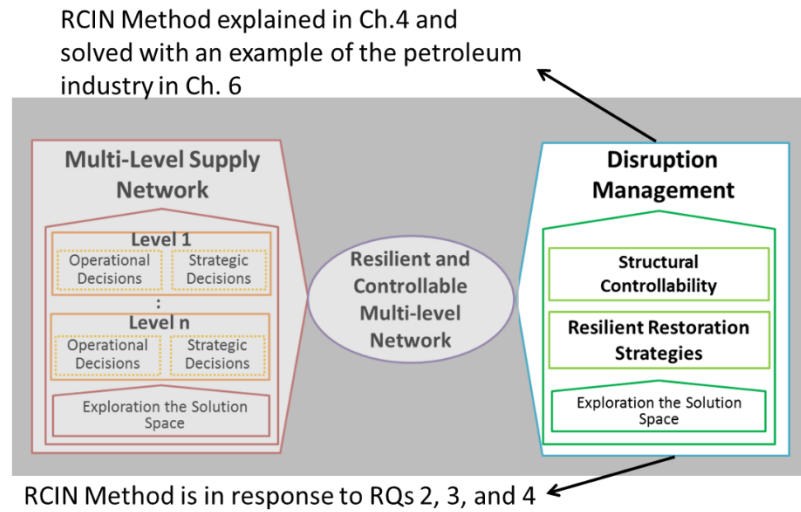 RCIN Method explained in Ch.4 and
solved with an example of the petroleum
industry in Ch. 6
Multi-Level Supply
Network
Level 1
Operational
Decisions
Strategic
Decisions
:
Level n
Operational
Decisions
Strategic
Decisions
Exploration the Solution
Space
Resilient and
Controllable
Multi-level
Network
Disruption
Management
Structural
Controllability
Resilient Restoration
Strategies
Exploration the Solution
Space
RCIN Method is in response to RQs 2, 3, and 4